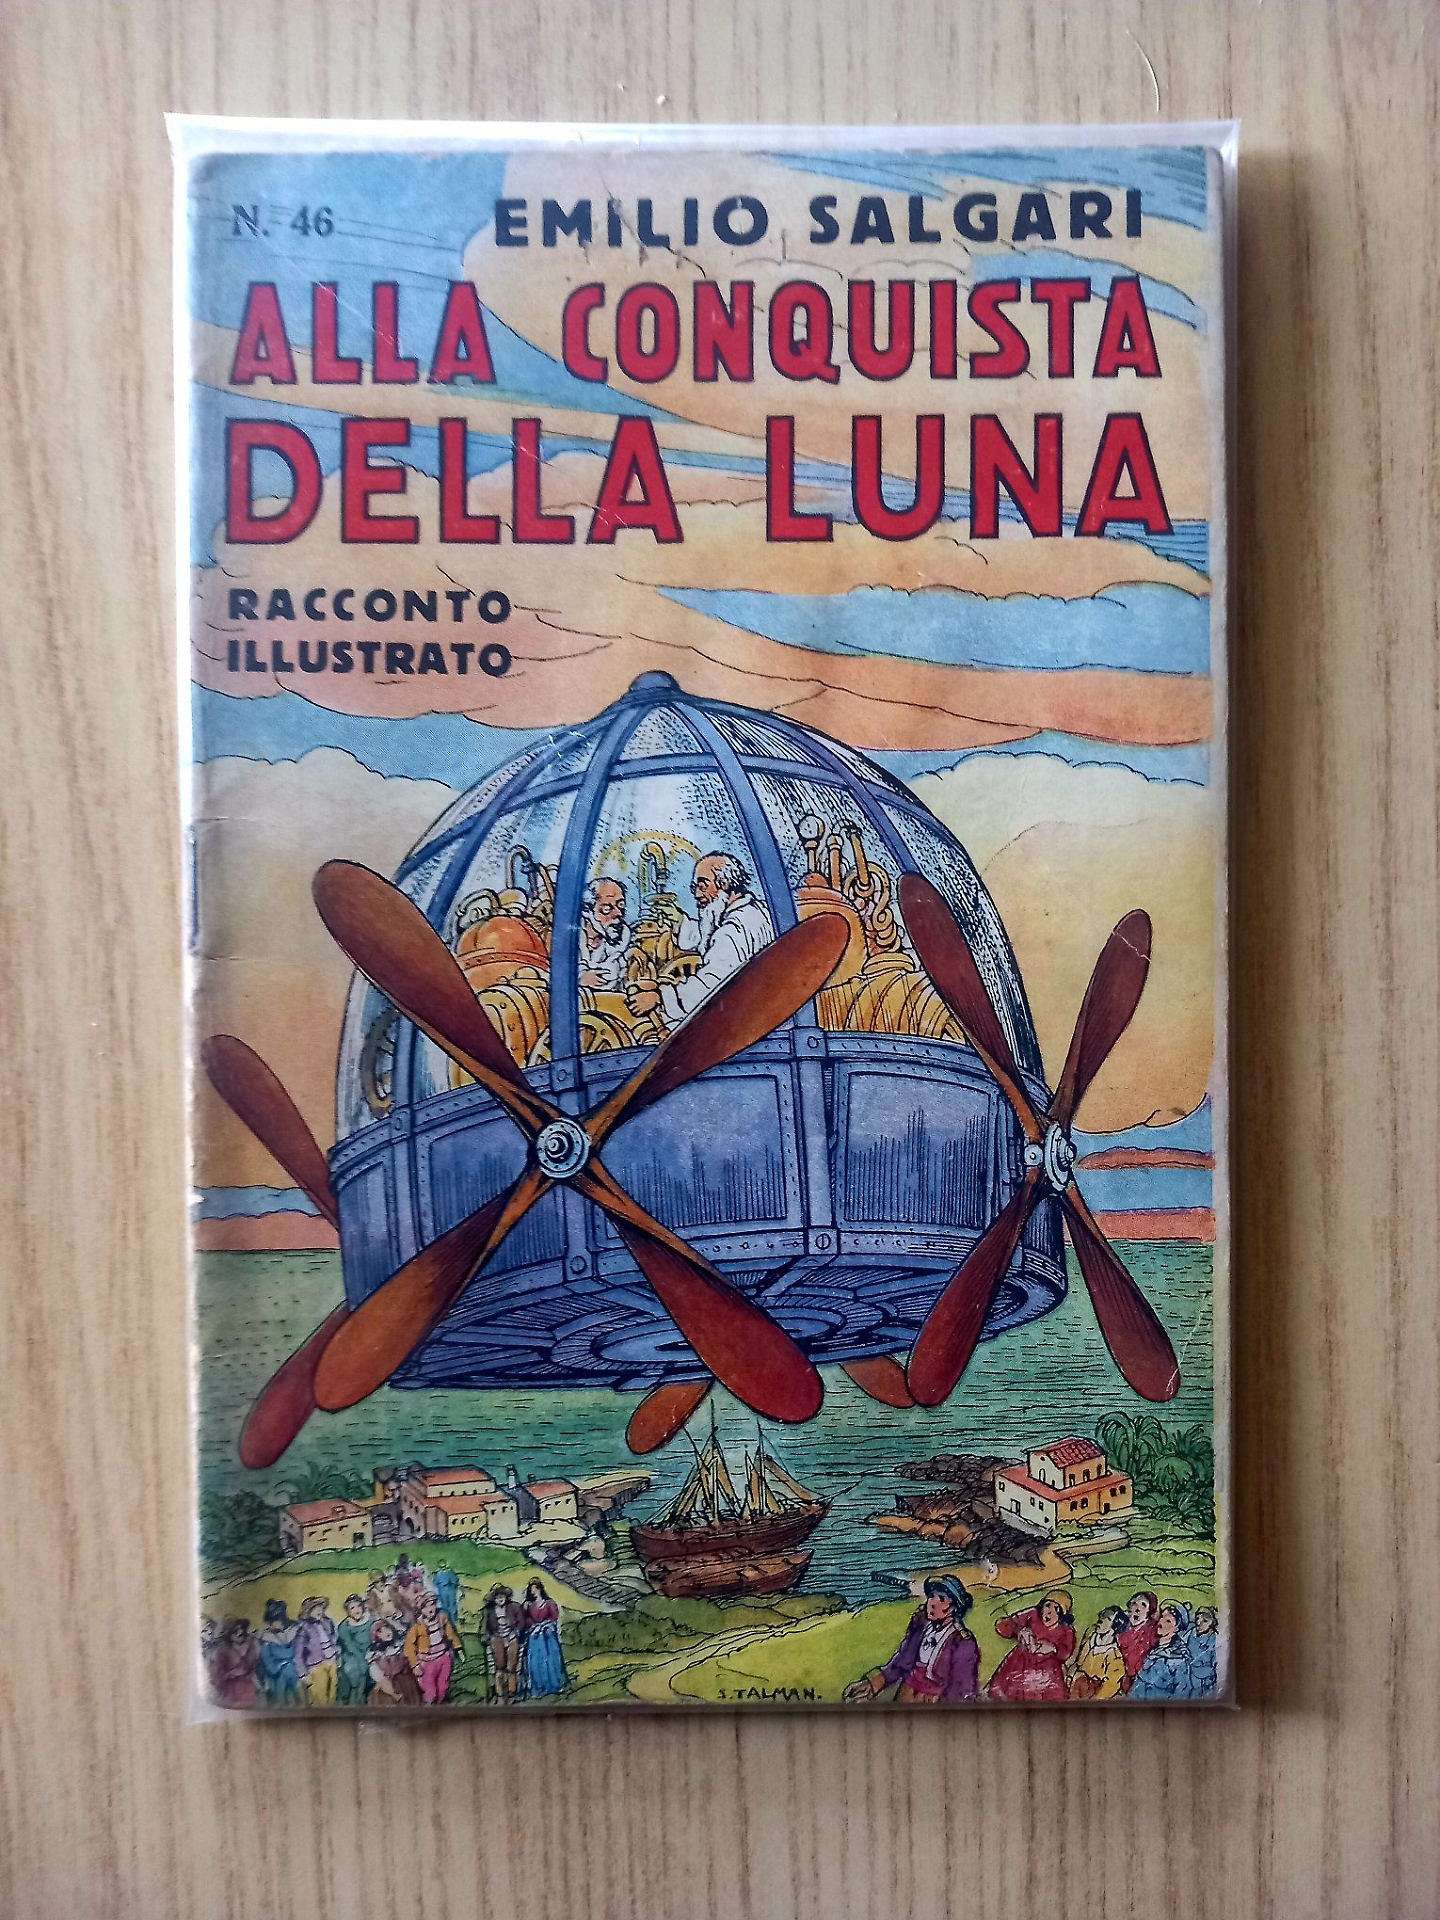 N. 46
EMILIO SALGARI
ALLA CONQUISTA
DELLA LUNA
RACCONTO
ILLUSTRATO
S. TALMAN.